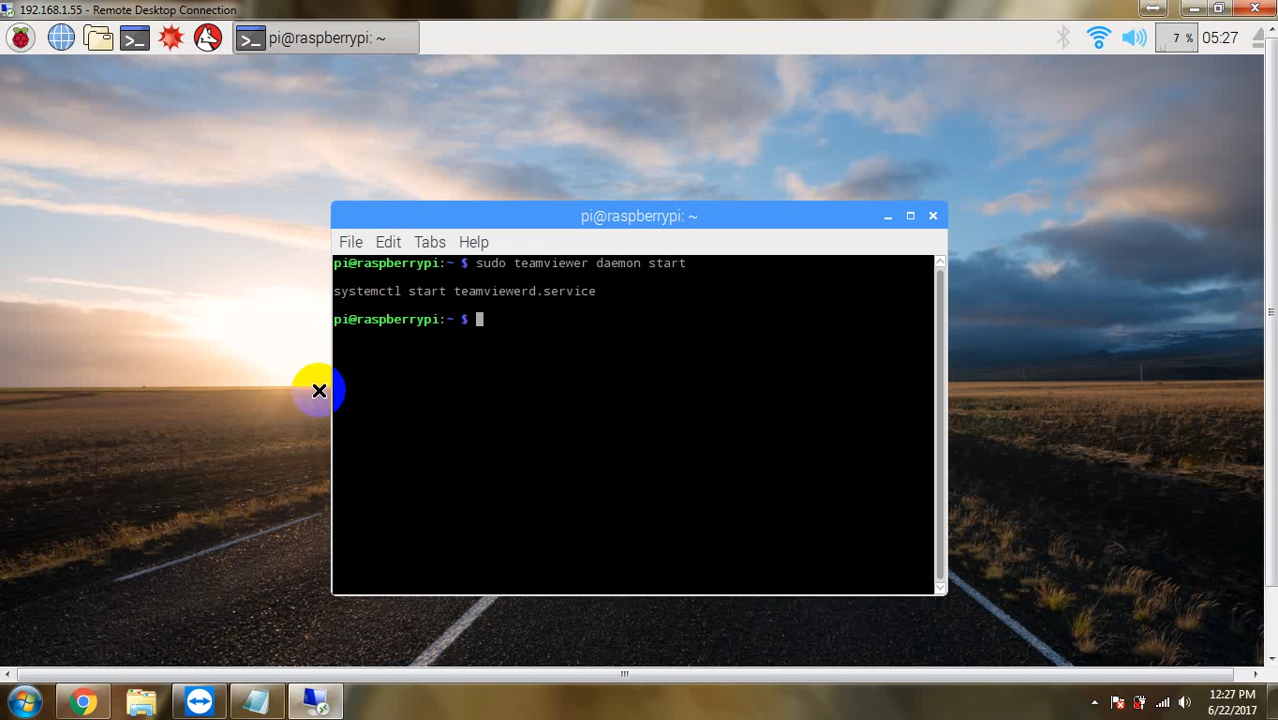 192.168.1.55 - Remote Desktop Connection
pi@raspberrypi: ~
7 %
05:27
pi@raspberrypi: ~
File Edit Tabs Help
pi@raspberrypi:~ $ sudo teamviewer daemon start
systemctl start teamviewerd.service
pi@raspberrypi:~ $
12:27 PM
6/22/2017